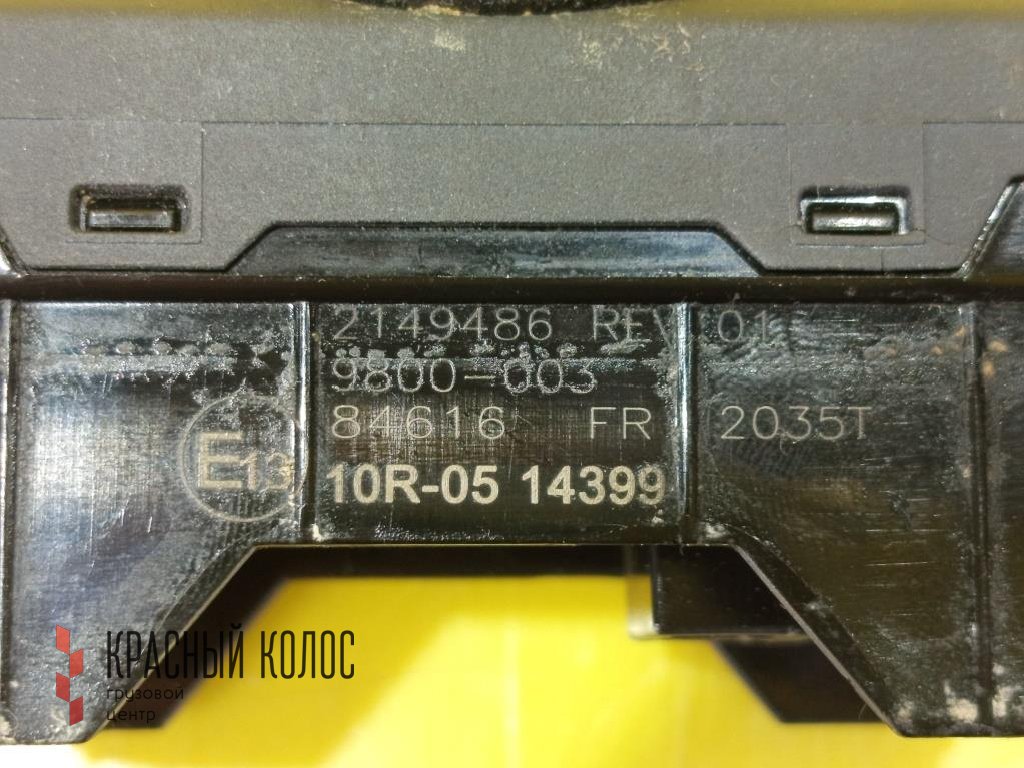 2149486 REV 01
9800-003
84616 FR 2035T
E13 10R-05 14399
КРАСНЫЙ КОЛОС
грузовой
центр